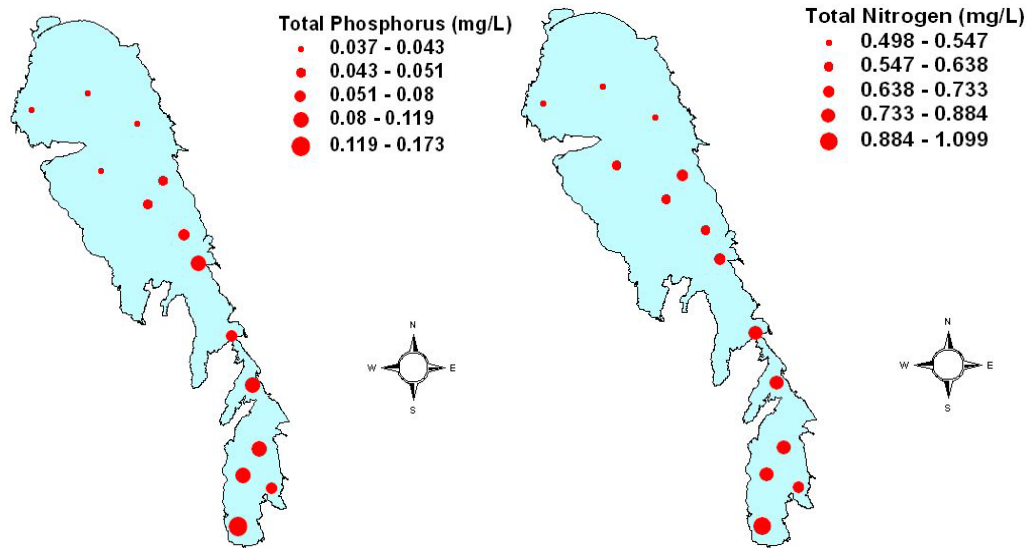 Total Phosphorus (mg/L)
0.037 - 0.043
0.043 - 0.051
0.051 - 0.08
0.08 - 0.119
0.119 - 0.173
N
W E
S
Total Nitrogen (mg/L)
0.498 - 0.547
0.547 - 0.638
0.638 - 0.733
0.733 - 0.884
0.884 - 1.099
N
W E
S